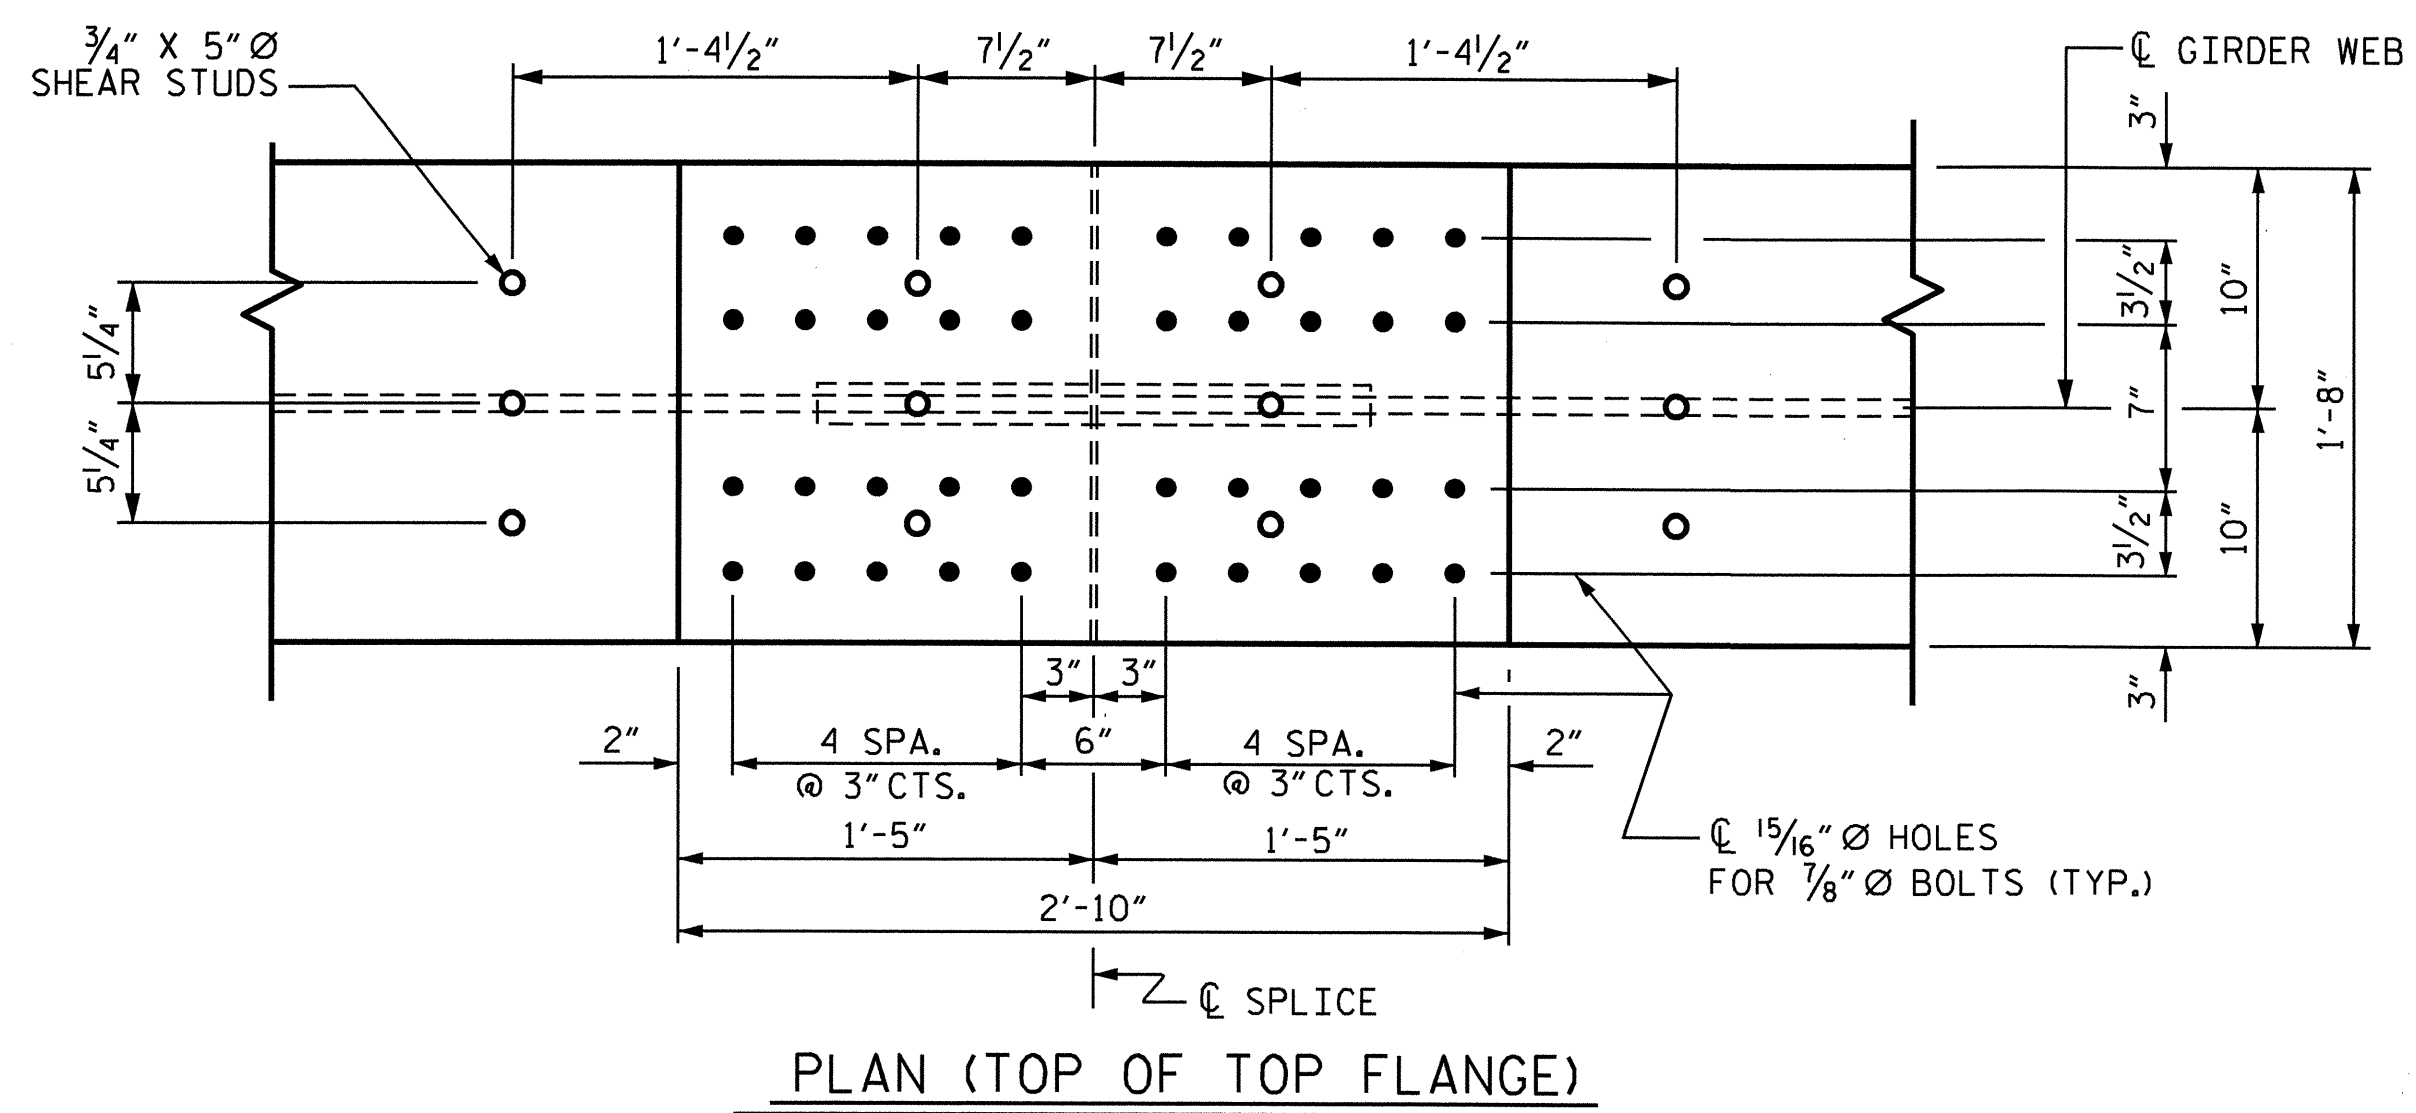 3/4" X 5" Ø
SHEAR STUDS
1'-4 1/2"
7 1/2"
7 1/2"
1'-4 1/2"
℄ GIRDER WEB
3"
5 1/4"
5 1/4"
3 1/2"
10"
7"
1'-8"
3 1/2"
10"
3"
3"
3"
2"
4 SPA.
@ 3" CTS.
6"
4 SPA.
@ 3" CTS.
2"
1'-5"
1'-5"
℄ 15/16" Ø HOLES
FOR 7/8" Ø BOLTS (TYP.)
2'-10"
℄ SPLICE
PLAN (TOP OF TOP FLANGE)